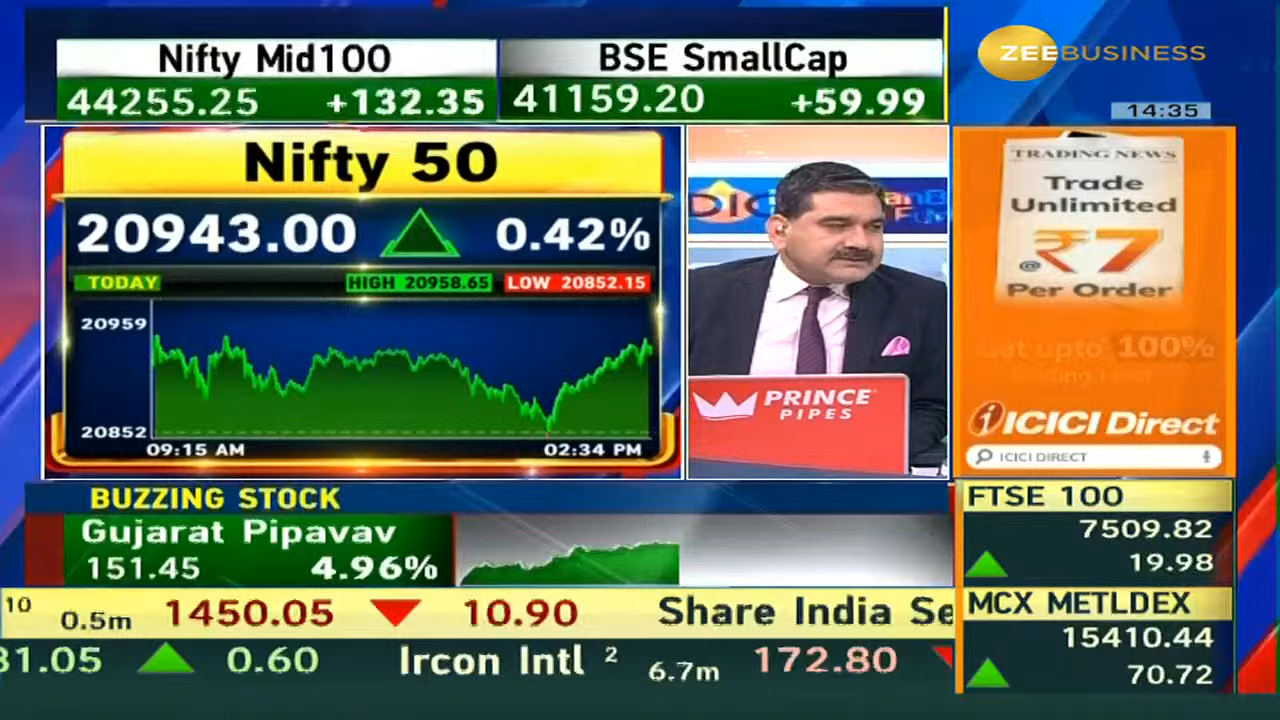 Nifty Mid100
44255.25 +132.35
BSE SmallCap
41159.20 +59.99
ZEEBUSINESS
14:35
Nifty 50
20943.00 0.42%
TODAY HIGH 20958.65 LOW 20852.15
20959
20852
09:15 AM 02:34 PM
PRINCE
PIPES
TRADING NEWS
Trade
Unlimited
@ ₹7
Per Order
upto 100%
ICICI Direct
ICICI DIRECT
BUZZING STOCK
Gujarat Pipavav
151.45 4.96%
FTSE 100
7509.82
19.98
MCX METLDEX
15410.44
70.72
10 0.5m 1450.05 10.90 Share India Se
31.05 0.60 Ircon Intl 2 6.7m 172.80